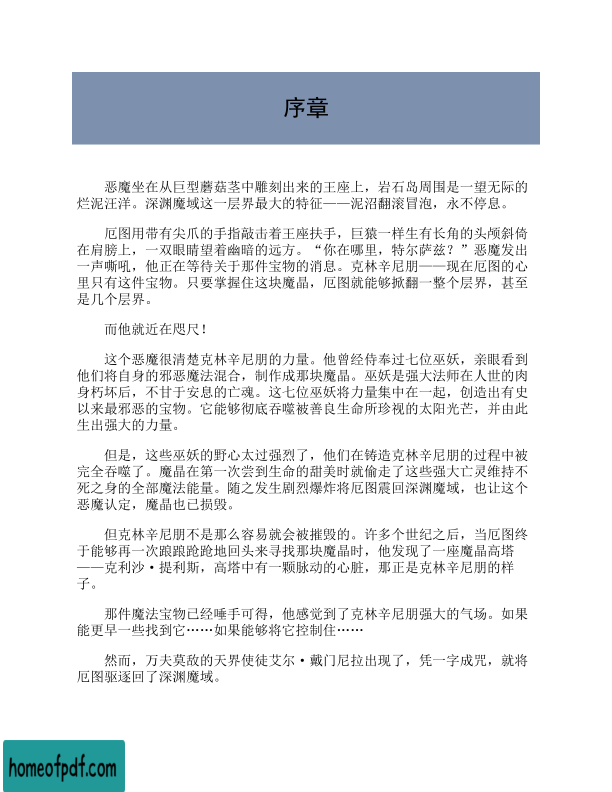 序章
恶魔坐在从巨型蘑菇茎中雕刻出来的王座上，岩石岛周围是一望无际的
烂泥汪洋。深渊魔域这一层界最大的特征——泥沼翻滚冒泡，永不停息。
厄图用带有尖爪的手指敲击着王座扶手，巨猿一样生有长角的头颅斜倚
在肩膀上，一双眼睛望着幽暗的远方。“你在哪里，特尔萨兹？”恶魔发出
一声嘶吼，他正在等待关于那件宝物的消息。克林辛尼朋——现在厄图的心
里只有这件宝物。只要掌握住这块魔晶，厄图就能够掀翻一整个层界，甚至
是几个层界。
而他就近在咫尺！
这个恶魔很清楚克林辛尼朋的力量。他曾经侍奉过七位巫妖，亲眼看到
他们将自身的邪恶魔法混合，制作成那块魔晶。巫妖是强大法师在人世的肉
身朽坏后，不甘于安息的亡魂。这七位巫妖将力量集中在一起，创造出有史
以来最邪恶的宝物。它能够彻底吞噬被善良生命所珍视的太阳光芒，并由此
生出强大的力量。
但是，这些巫妖的野心太过强烈了，他们在铸造克林辛尼朋的过程中被
完全吞噬了。魔晶在第一次尝到生命的甜美时就偷走了这些强大亡灵维持不
死之身的全部魔法能量。随之发生剧烈爆炸将厄图震回深渊魔域，也让这个
恶魔认定，魔晶也已损毁。
但克林辛尼朋不是那么容易就会被摧毁的。许多个世纪之后，当厄图终
于能够再一次踉踉跄跄地回头来寻找那块魔晶时，他发现了一座魔晶高塔
——克利沙·提利斯，高塔中有一颗脉动的心脏，那正是克林辛尼朋的样
子。
那件魔法宝物已经唾手可得，他感觉到了克林辛尼朋强大的气场。如果
能更早一些找到它……如果能够将它控制住……
然而，万夫莫敌的天界使徒艾尔·戴门尼拉出现了，凭一字成咒，就将
厄图驱逐回了深渊魔域。
homeofpdf.com